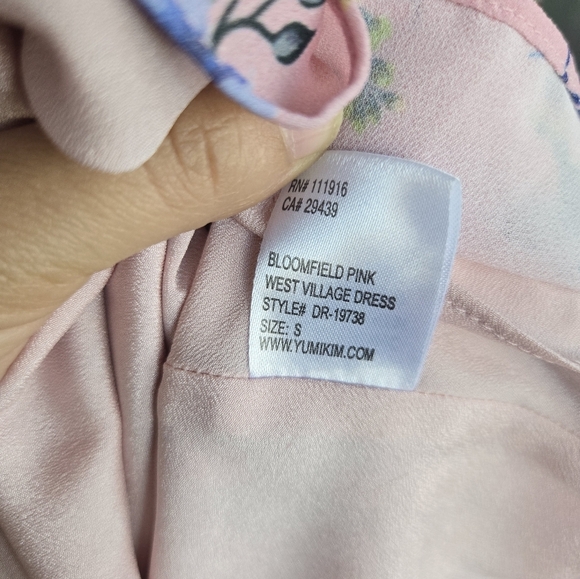 RN# 111916
CA# 29439
BLOOMFIELD PINK
WEST VILLAGE DRESS
STYLE# DR-19738
SIZE: S
WWW.YUMIKIM.COM